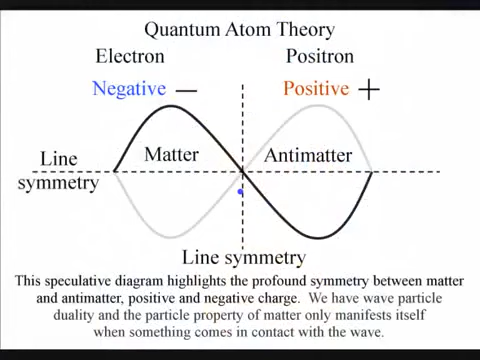 Quantum Atom Theory
Electron Positron
Negative — Positive +
Matter Antimatter
Line
symmetry
Line symmetry
This speculative diagram highlights the profound symmetry between matter
and antimatter, positive and negative charge. We have wave particle
duality and the particle property of matter only manifests itself
when something comes in contact with the wave.